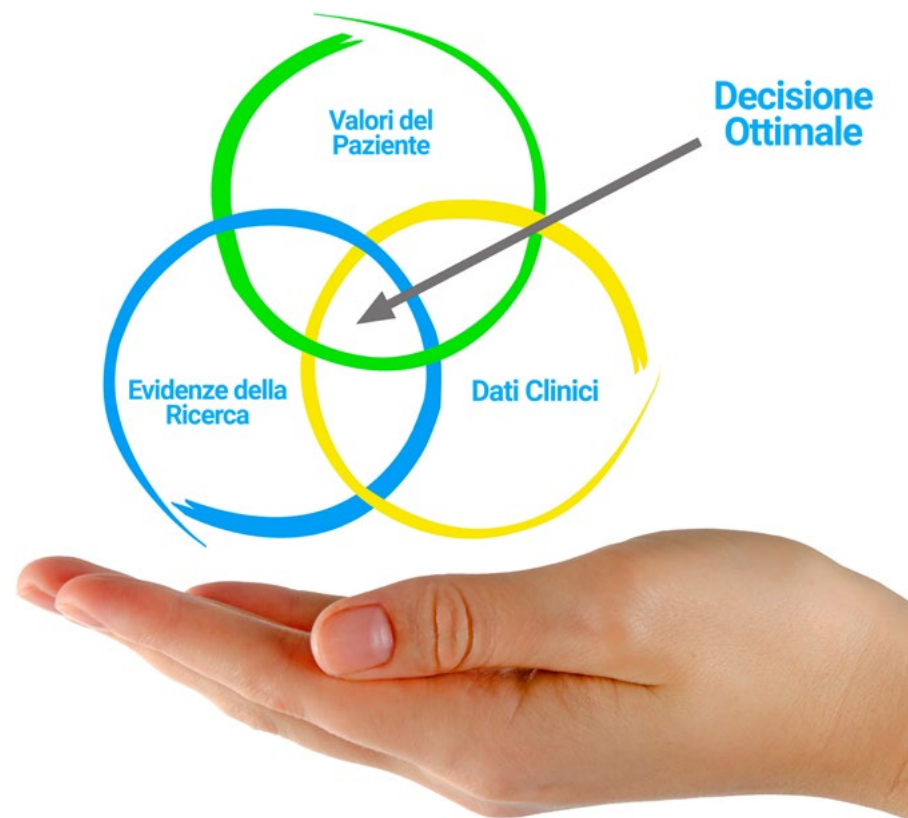 Valori del
Paziente
Decisione
Ottimale
Evidenze della
Ricerca
Dati Clinici